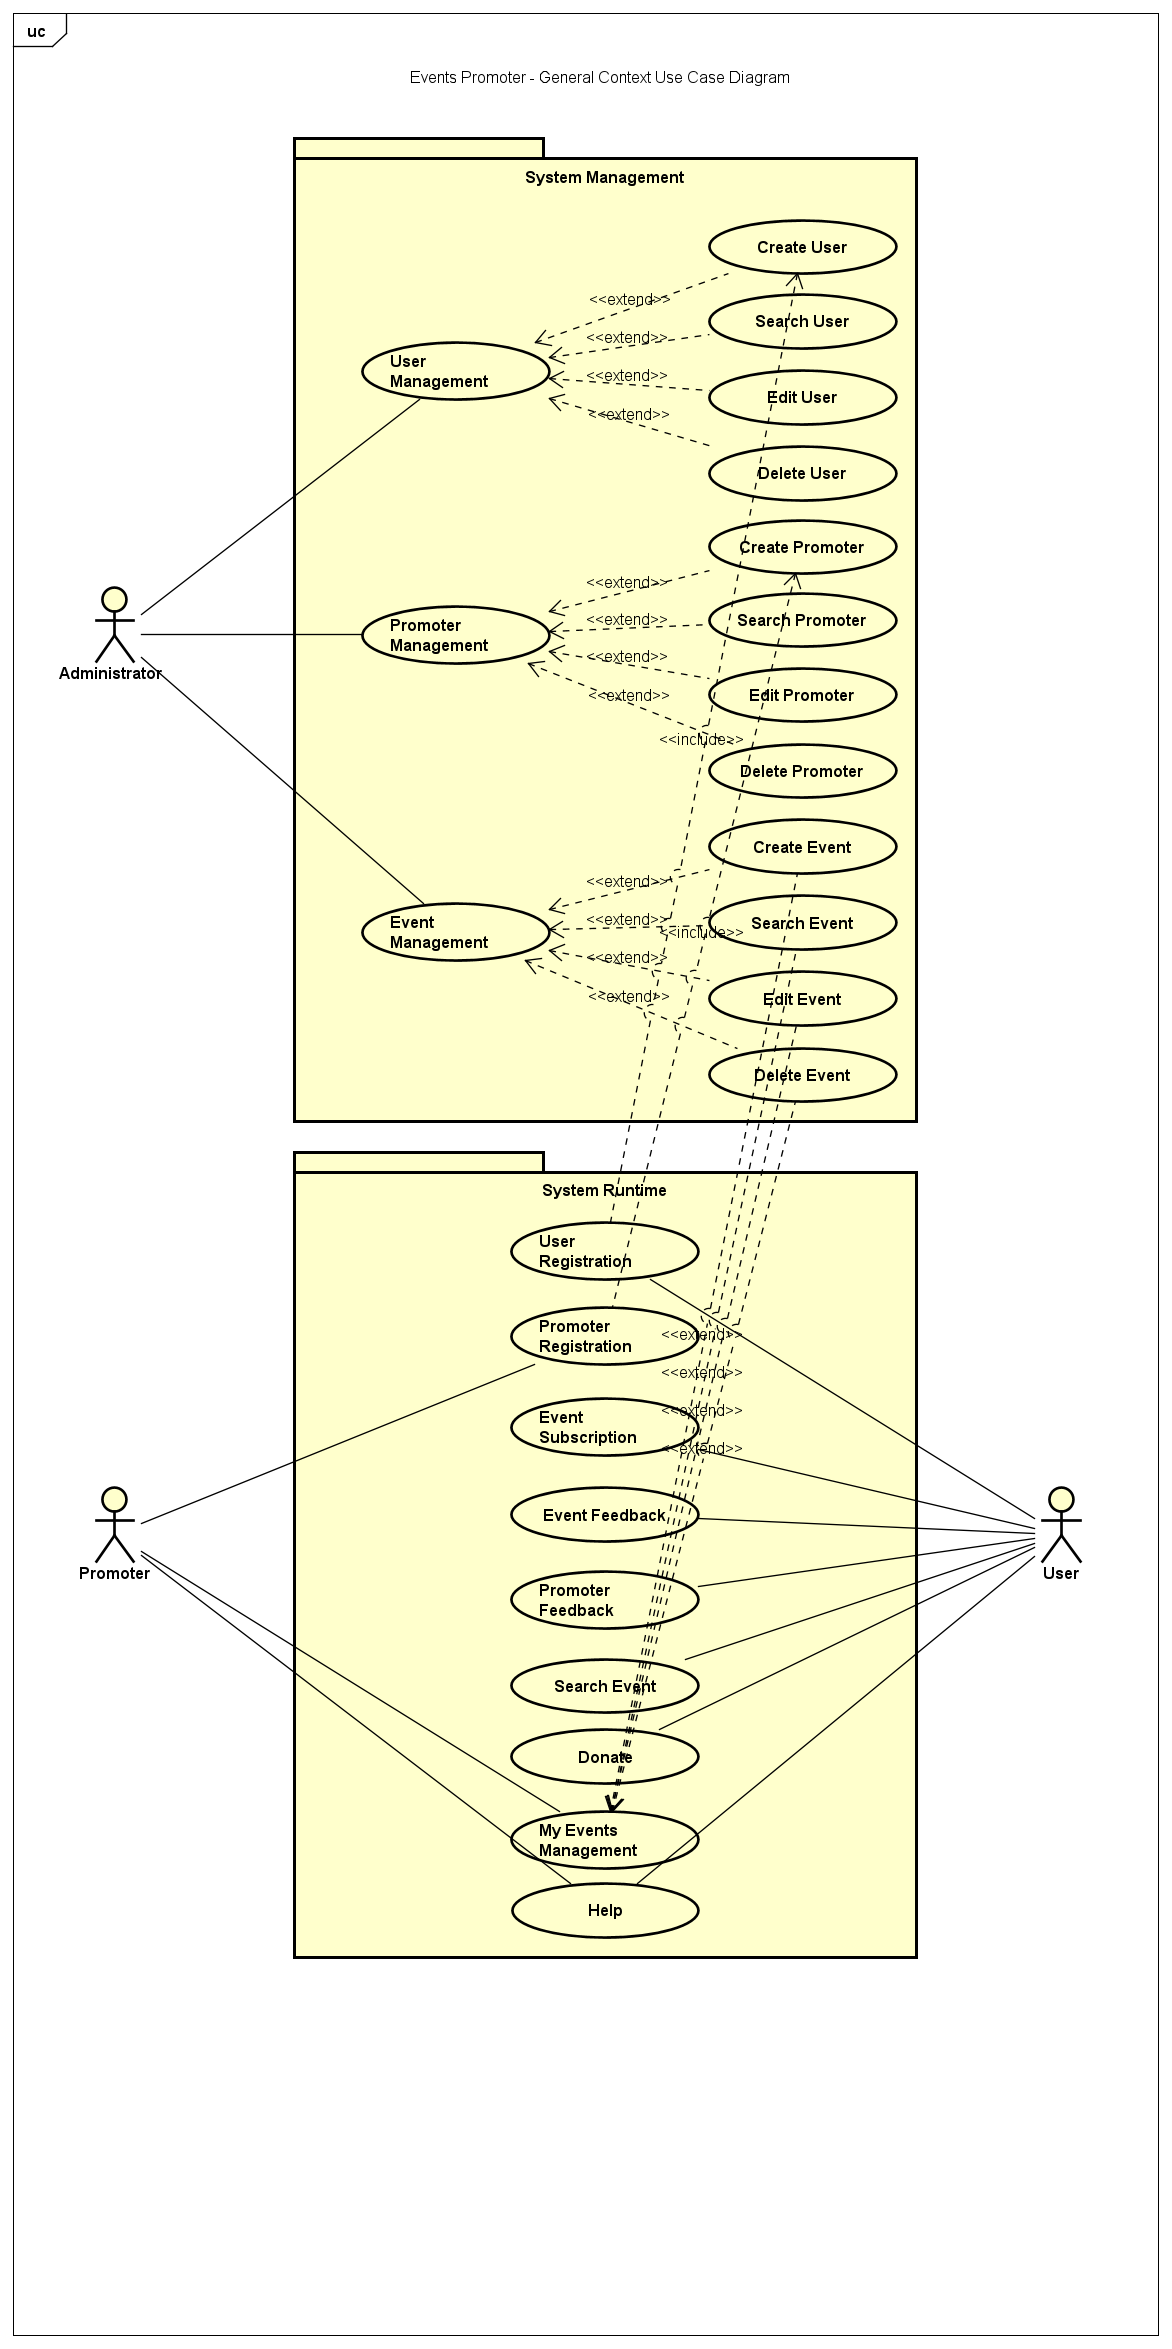 uc
Events Promoter - General Context Use Case Diagram
System Management
Create User
<<extend>>
Search User
<<extend>>
User
Management
<<extend>>
Edit User
<<extend>>
Delete User
Create Promoter
<<extend>>
Search Promoter
<<extend>>
Promoter
Management
<<extend>>
Administrator
Edit Promoter
<<extend>>
<<include>>
Delete Promoter
Create Event
<<extend>>
Search Event
<<extend>>
<<include>>
Event
Management
<<extend>>
Edit Event
<<extend>>
Delete Event
System Runtime
User
Registration
Promoter
Registration
<<extend>>
<<extend>>
<<extend>>
Event
Subscription
<<extend>>
Event Feedback
Promoter
User
Promoter
Feedback
Search Event
Donate
My Events
Management
Help